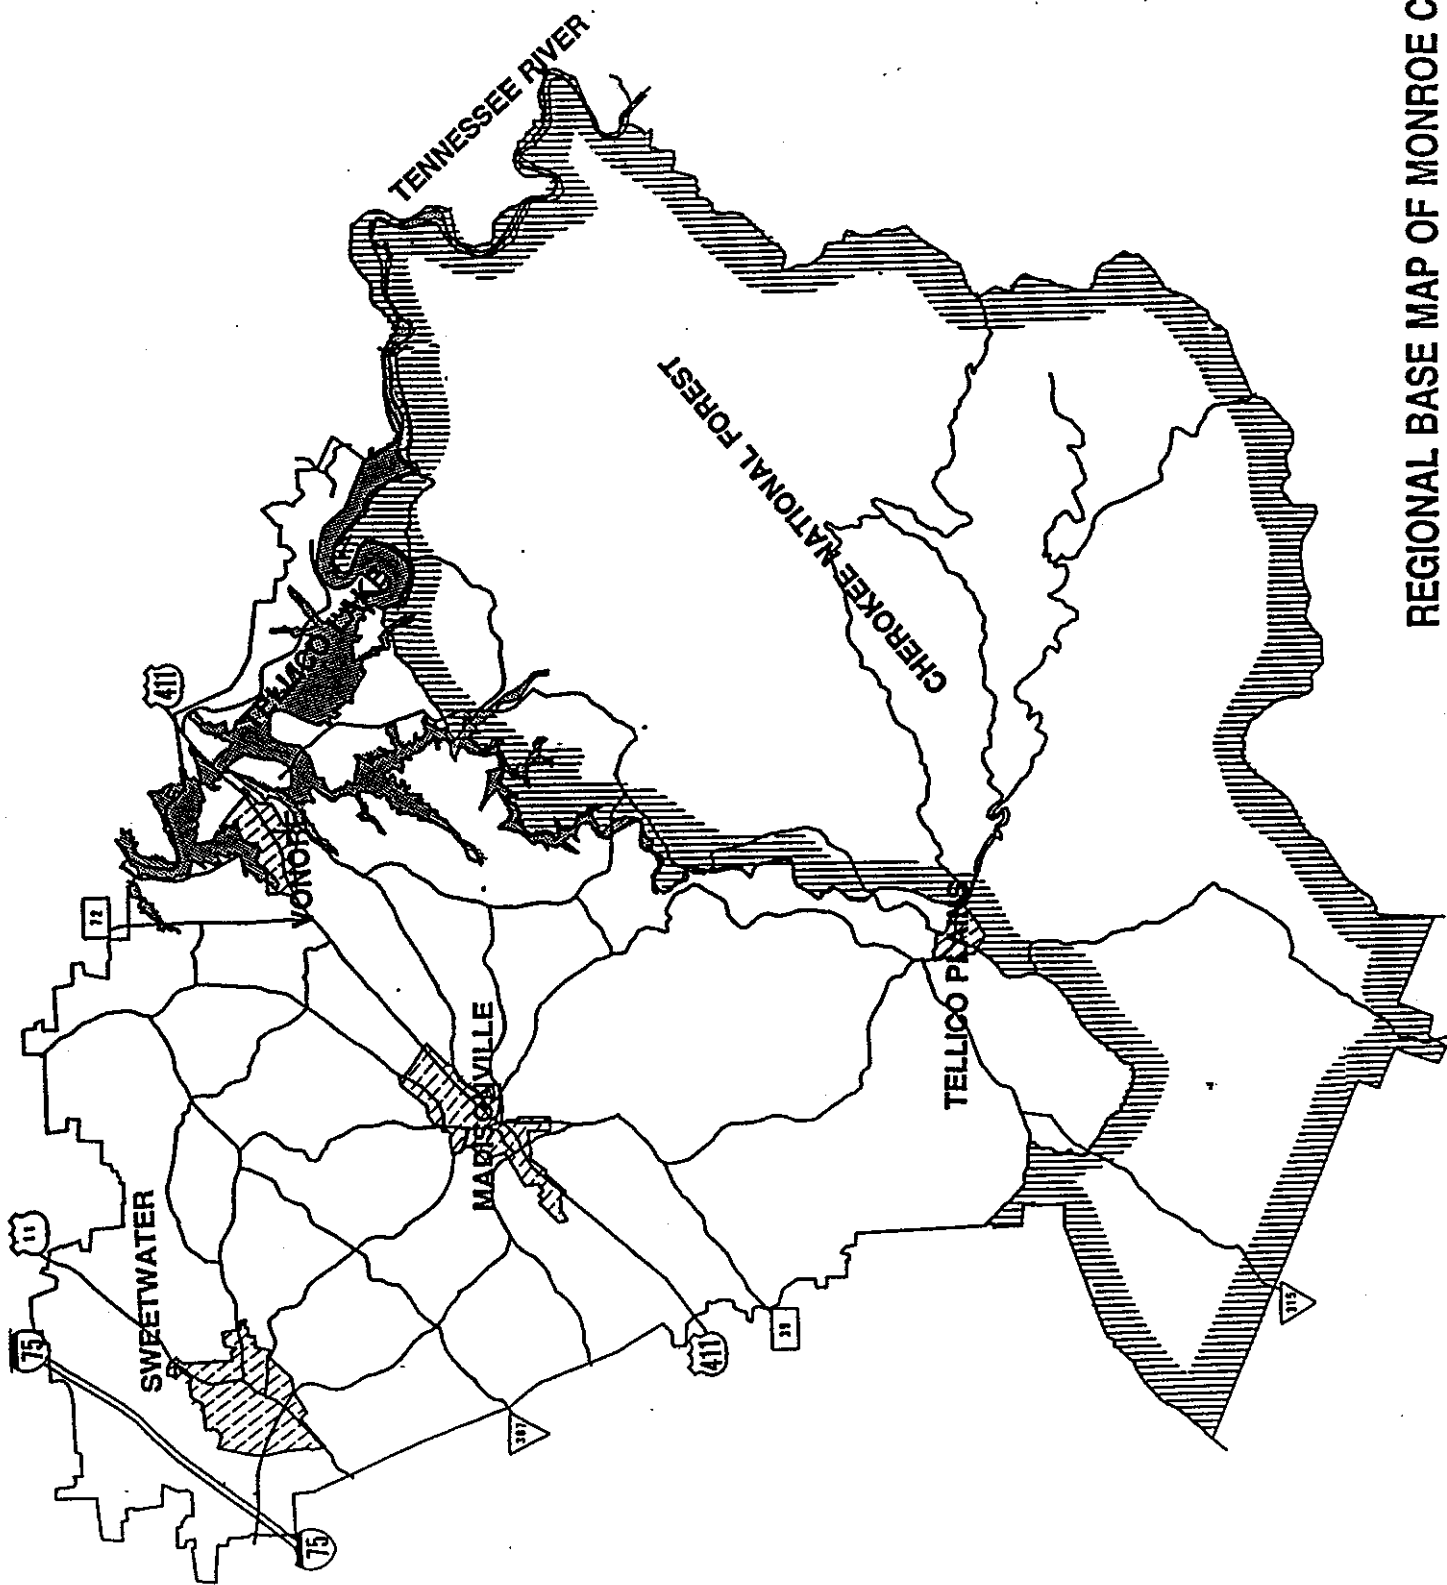 REGIONAL BASE MAP OF MONROE C
TENNESSEE RIVER
CHEROKEE NATIONAL FOREST
411
VONORE
72
11
75
SWEETWATER
MADISONVILLE
TELLICO PLAINS
307
411
39
315
75